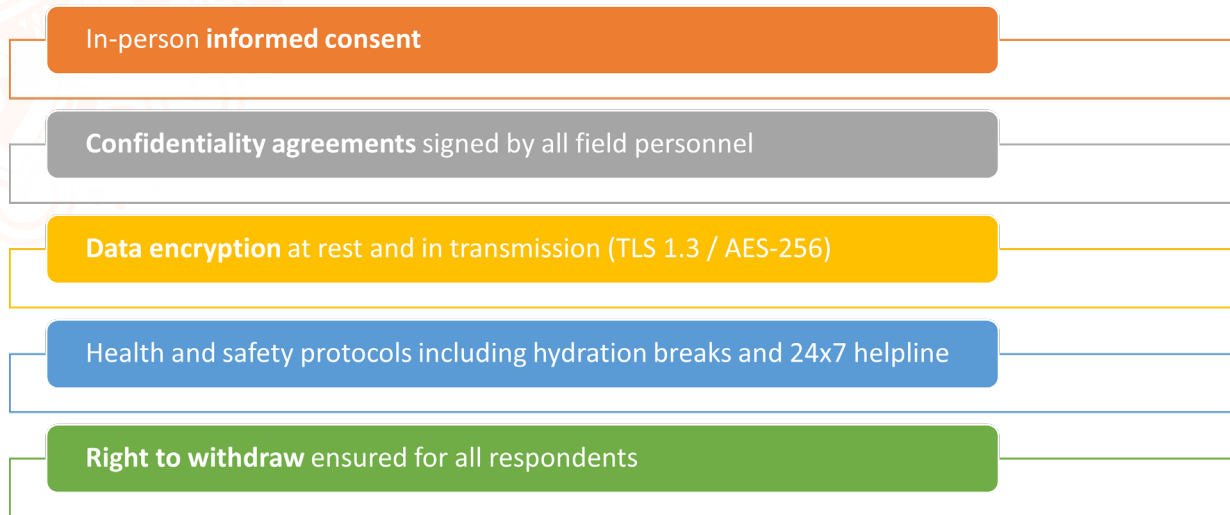 In-person informed consent
Confidentiality agreements signed by all field personnel
Data encryption at rest and in transmission (TLS 1.3 / AES-256)
Health and safety protocols including hydration breaks and 24x7 helpline
Right to withdraw ensured for all respondents